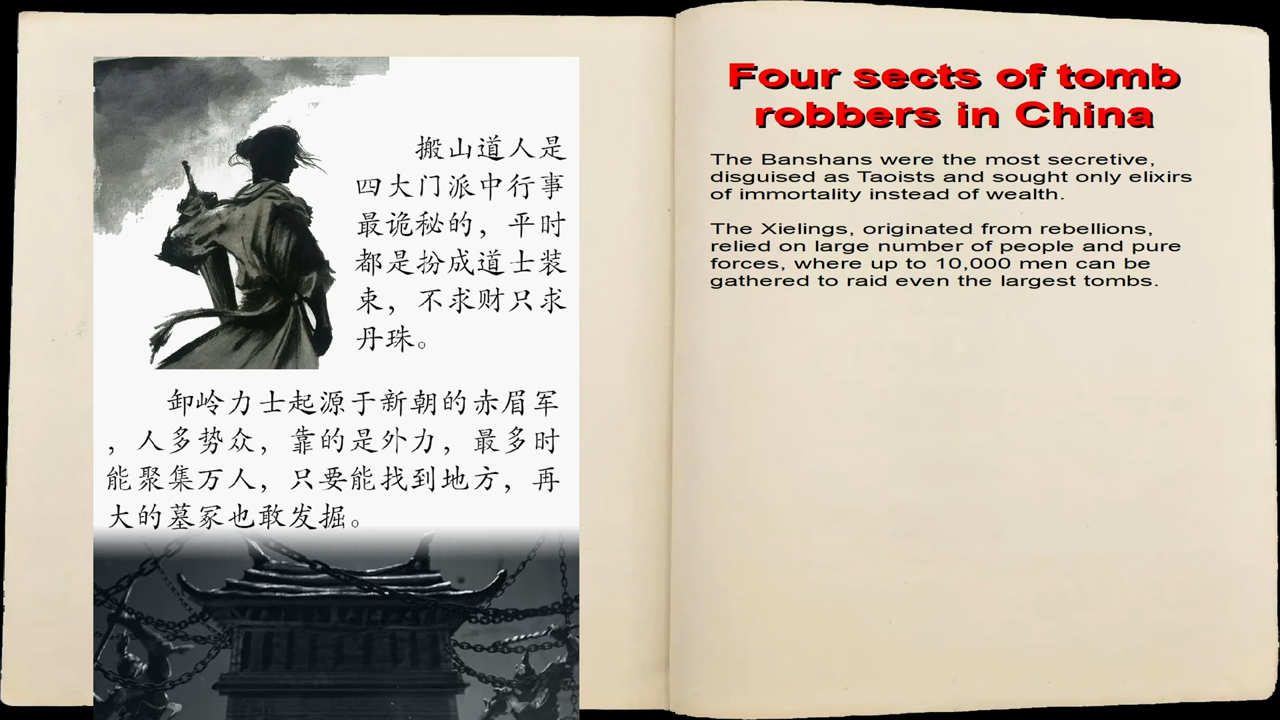 搬山道人是
四大门派中行事
最诡秘的，平时
都是扮成道士装
束，不求财只求
丹珠。
卸岭力士起源于新朝的赤眉军
，人多势众，靠的是外力，最多时
能聚集万人，只要能找到地方，再
大的墓冢也敢发掘。
Four sects of tomb
robbers in China
The Banshans were the most secretive,
disguised as Taoists and sought only elixirs
of immortality instead of wealth.
The Xielings, originated from rebellions,
relied on large number of people and pure
forces, where up to 10,000 men can be
gathered to raid even the largest tombs.